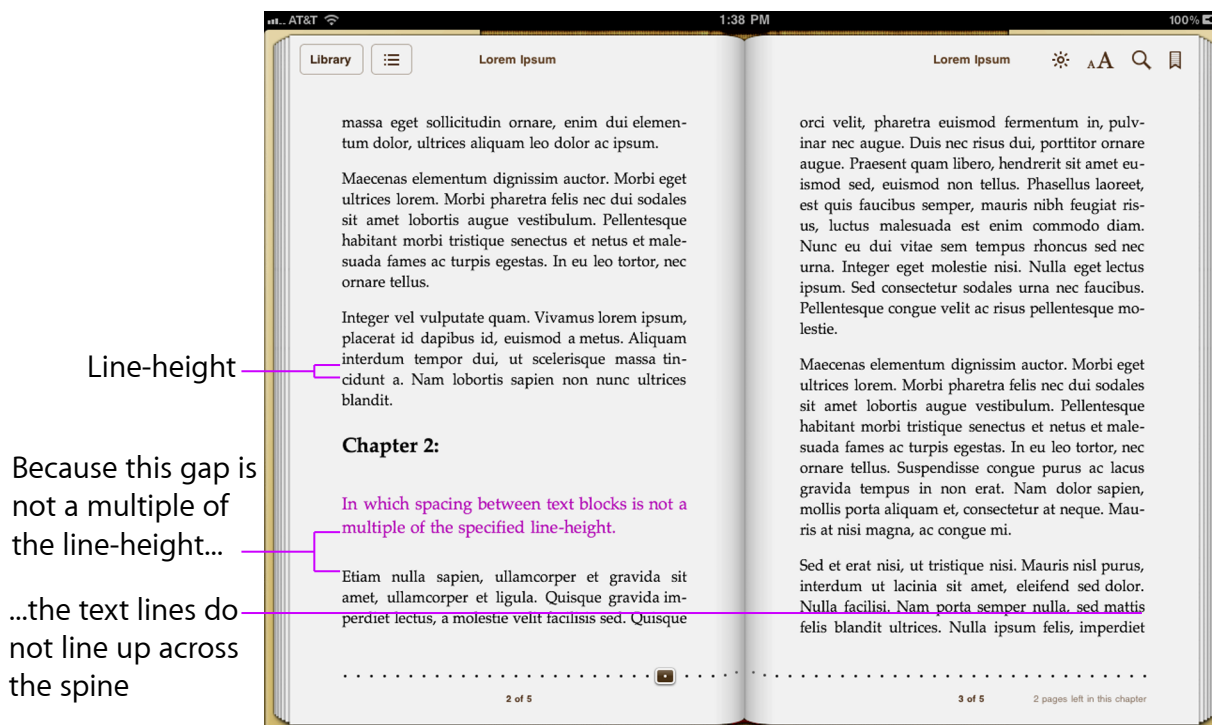 AT&T 1:38 PM 100%
Library Lorem Ipsum Lorem Ipsum AA
massa eget sollicitudin ornare, enim dui elemen-
tum dolor, ultrices aliquam leo dolor ac ipsum.
Maecenas elementum dignissim auctor. Morbi eget
ultrices lorem. Morbi pharetra felis nec dui sodales
sit amet lobortis augue vestibulum. Pellentesque
habitant morbi tristique senectus et netus et male-
suada fames ac turpis egestas. In eu leo tortor, nec
ornare tellus.
Integer vel vulputate quam. Vivamus lorem ipsum,
placerat id dapibus id, euismod a metus. Aliquam
interdum tempor dui, ut scelerisque massa tin-
cidunt a. Nam lobortis sapien non nunc ultrices
blandit.
Chapter 2:
In which spacing between text blocks is not a
multiple of the specified line-height.
Etiam nulla sapien, ullamcorper et gravida sit
amet, ullamcorper et ligula. Quisque gravida im-
perdiet lectus, a molestie velit facilisis sed. Quisque
2 of 5
orci velit, pharetra euismod fermentum in, pulv-
inar nec augue. Duis nec risus dui, porttitor ornare
augue. Praesent quam libero, hendrerit sit amet eu-
ismod sed, euismod non tellus. Phasellus laoreet,
est quis faucibus semper, mauris nibh feugiat ris-
us, luctus malesuada est enim commodo diam.
Nunc eu dui vitae sem tempus rhoncus sed nec
urna. Integer eget molestie nisi. Nulla eget lectus
ipsum. Sed consectetur sodales urna nec faucibus.
Pellentesque congue velit ac risus pellentesque mo-
lestie.
Maecenas elementum dignissim auctor. Morbi eget
ultrices lorem. Morbi pharetra felis nec dui sodales
sit amet lobortis augue vestibulum. Pellentesque
habitant morbi tristique senectus et netus et male-
suada fames ac turpis egestas. In eu leo tortor, nec
ornare tellus. Suspendisse congue purus ac lacus
gravida tempus in non erat. Nam dolor sapien,
mollis porta aliquam et, consectetur at neque. Mau-
ris at nisi magna, ac congue mi.
Sed et erat nisi, ut tristique nisi. Mauris nisl purus,
interdum ut lacinia sit amet, eleifend sed dolor.
Nulla facilisi. Nam porta semper nulla, sed mattis
felis blandit ultrices. Nulla ipsum felis, imperdiet
3 of 5 2 pages left in this chapter
Line-height
Because this gap is
not a multiple of
the line-height...
...the text lines do
not line up across
the spine